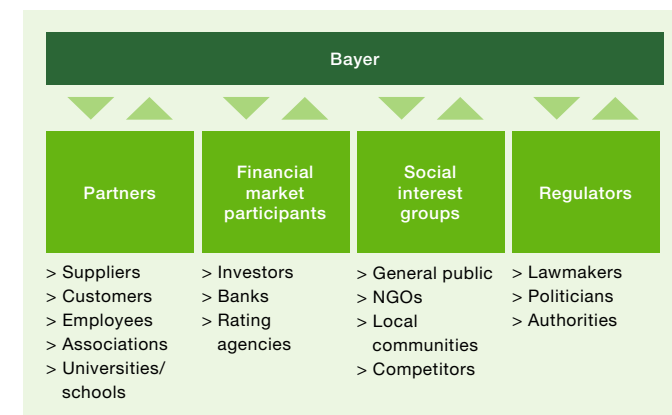 Bayer
Partners
Financial
market
participants
Social
interest
groups
Regulators
> Suppliers
> Customers
> Employees
> Associations
> Universities/
schools
> Investors
> Banks
> Rating
agencies
> General public
> NGOs
> Local
communities
> Competitors
> Lawmakers
> Politicians
> Authorities